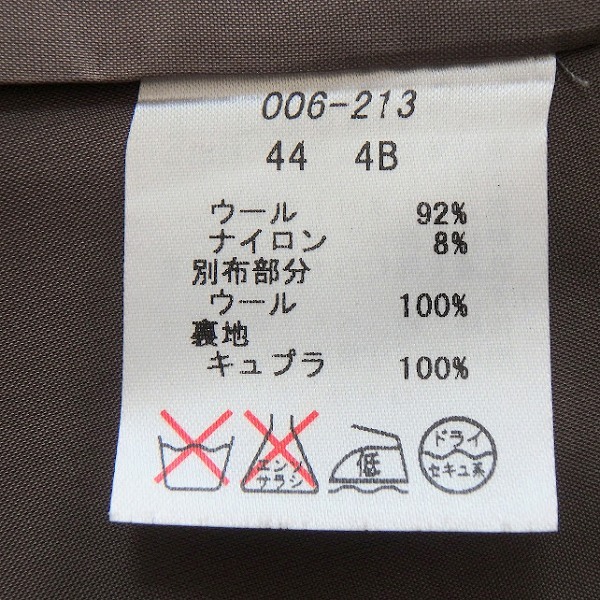 006-213
44 4B
ウール 92%
ナイロン 8%
別布部分
ウール 100%
裏地
キュプラ 100%
エンソ
サラシ
低
ドライ
セキユ系